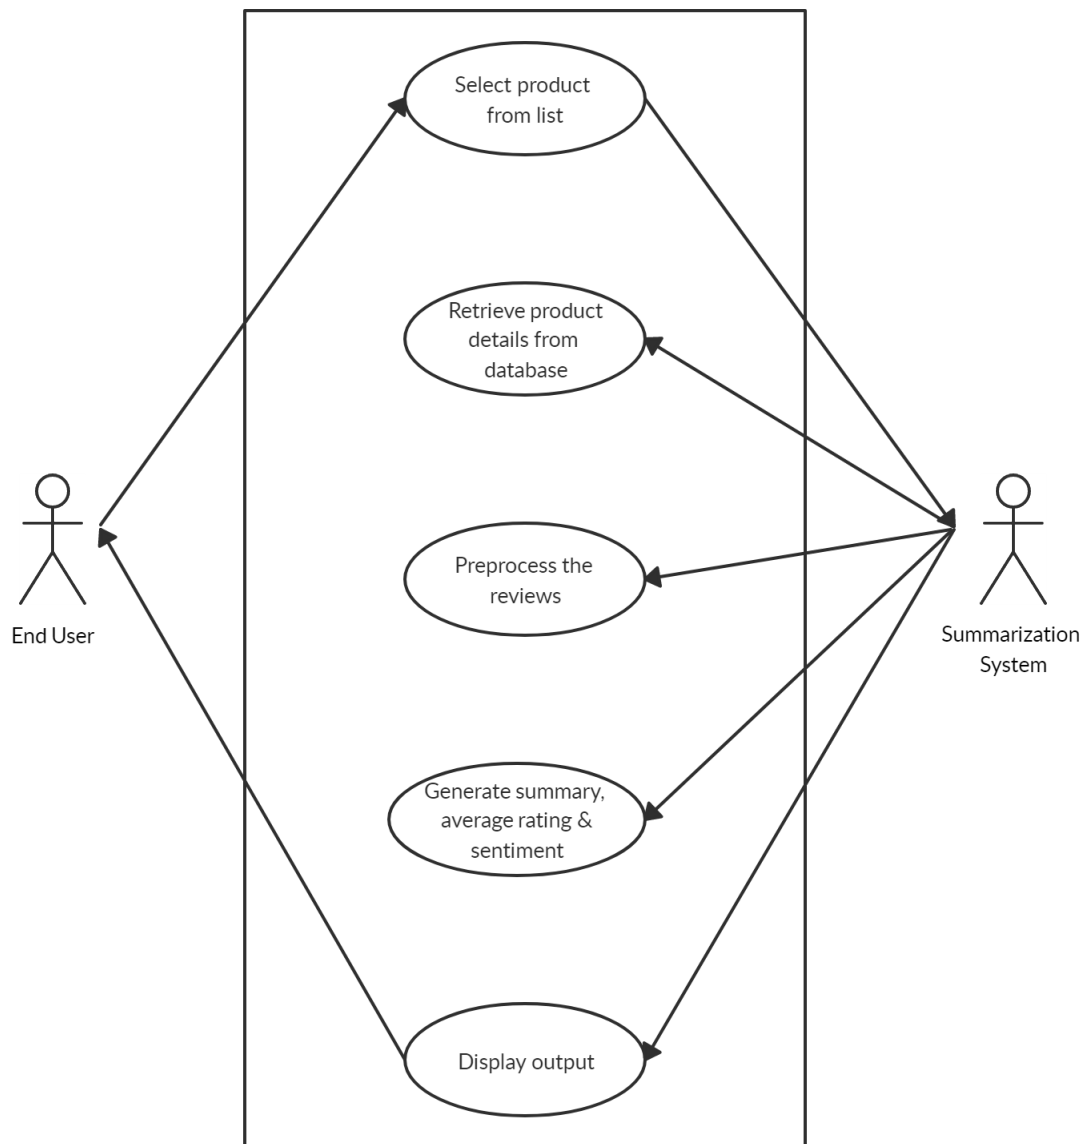 Select product
from list
Retrieve product
details from
database
Preprocess the
reviews
End User
Summarization
System
Generate summary,
average rating &
sentiment
Display output